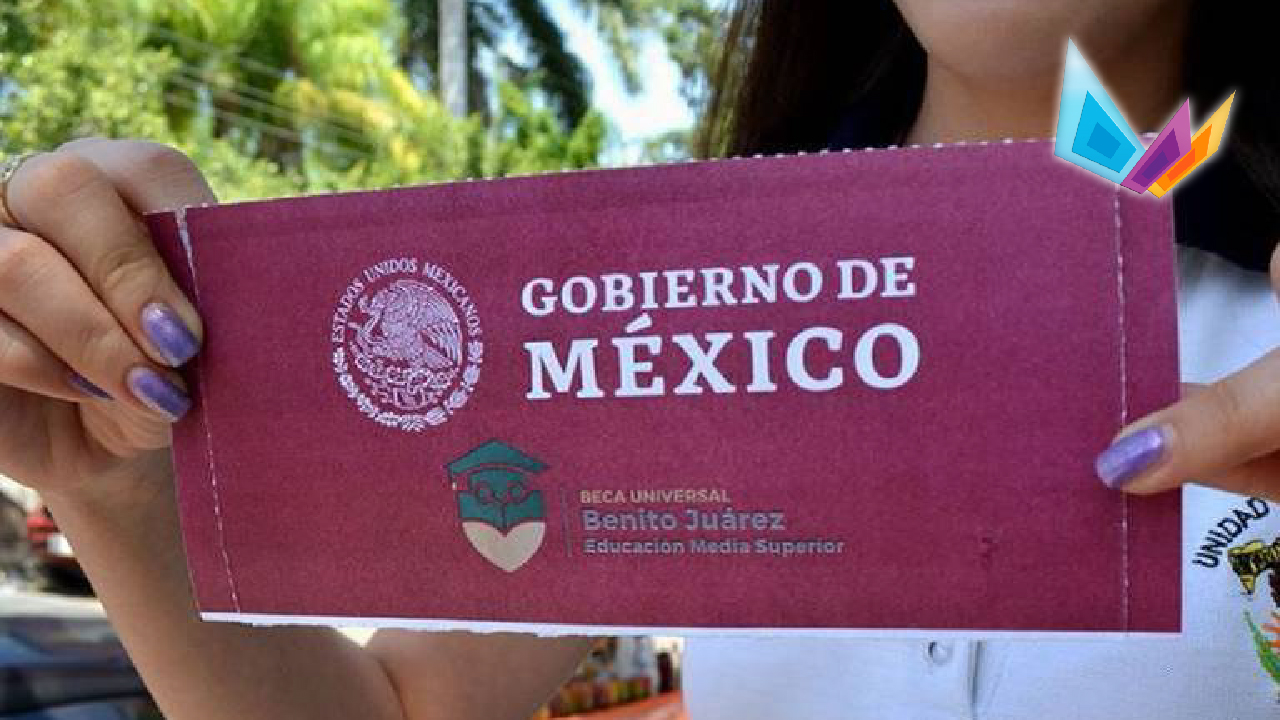 ESTADOS UNIDOS MEXICANOS
GOBIERNO DE
MÉXICO
BECA UNIVERSAL
Benito Juárez
Educación Media Superior
UNIDAD